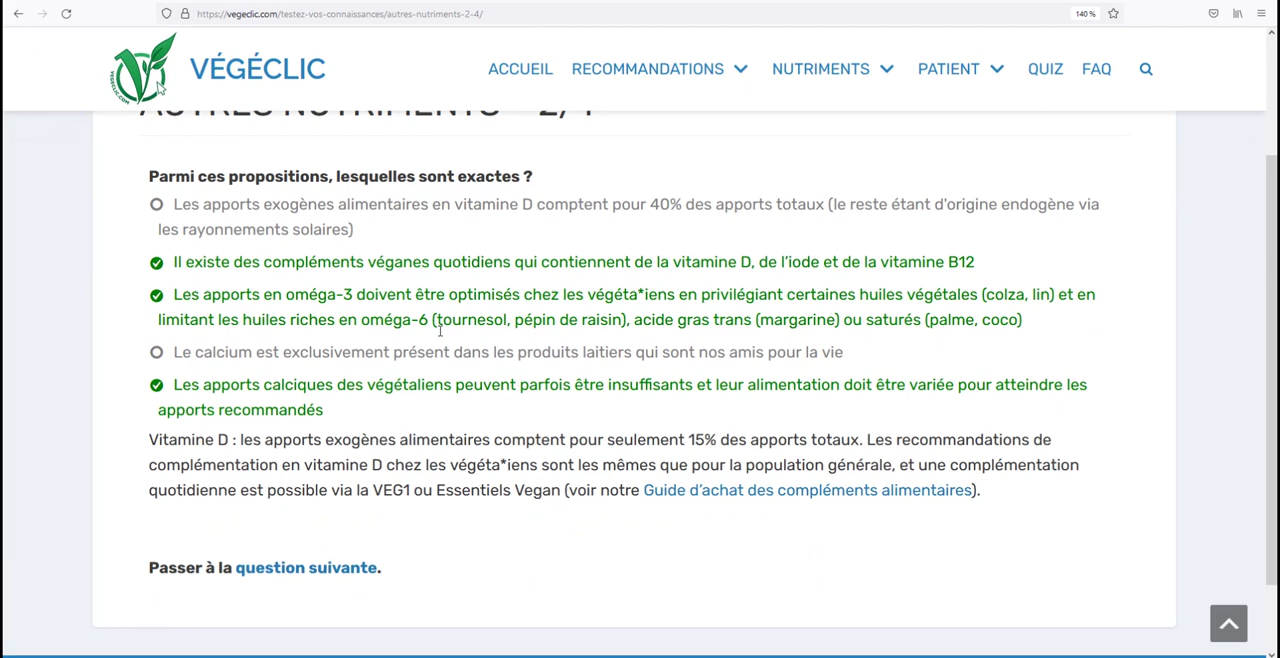 https://vegeclic.com/testez-vos-connaissances/autres-nutriments-2-4/
140 %
VÉGÉCLIC
ACCUEIL RECOMMANDATIONS NUTRIMENTS PATIENT QUIZ FAQ
AUTRES NUTRIMENTS – 2/4
Parmi ces propositions, lesquelles sont exactes ?
Les apports exogènes alimentaires en vitamine D comptent pour 40% des apports totaux (le reste étant d'origine endogène via
les rayonnements solaires)
Il existe des compléments véganes quotidiens qui contiennent de la vitamine D, de l’iode et de la vitamine B12
Les apports en oméga-3 doivent être optimisés chez les végéta*iens en privilégiant certaines huiles végétales (colza, lin) et en
limitant les huiles riches en oméga-6 (tournesol, pépin de raisin), acide gras trans (margarine) ou saturés (palme, coco)
Le calcium est exclusivement présent dans les produits laitiers qui sont nos amis pour la vie
Les apports calciques des végétaliens peuvent parfois être insuffisants et leur alimentation doit être variée pour atteindre les
apports recommandés
Vitamine D : les apports exogènes alimentaires comptent pour seulement 15% des apports totaux. Les recommandations de
complémentation en vitamine D chez les végéta*iens sont les mêmes que pour la population générale, et une complémentation
quotidienne est possible via la VEG1 ou Essentiels Vegan (voir notre Guide d’achat des compléments alimentaires).
Passer à la question suivante.